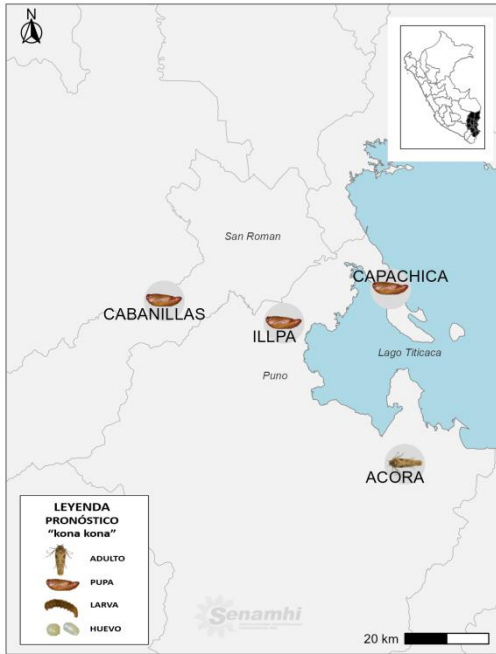 N
San Roman
CAPACHICA
CABANILLAS
ILLPA
Lago Titicaca
Puno
ACORA
LEYENDA
PRONÓSTICO
“kona kona”
ADULTO
PUPA
LARVA
HUEVO
Senamhi
20 km